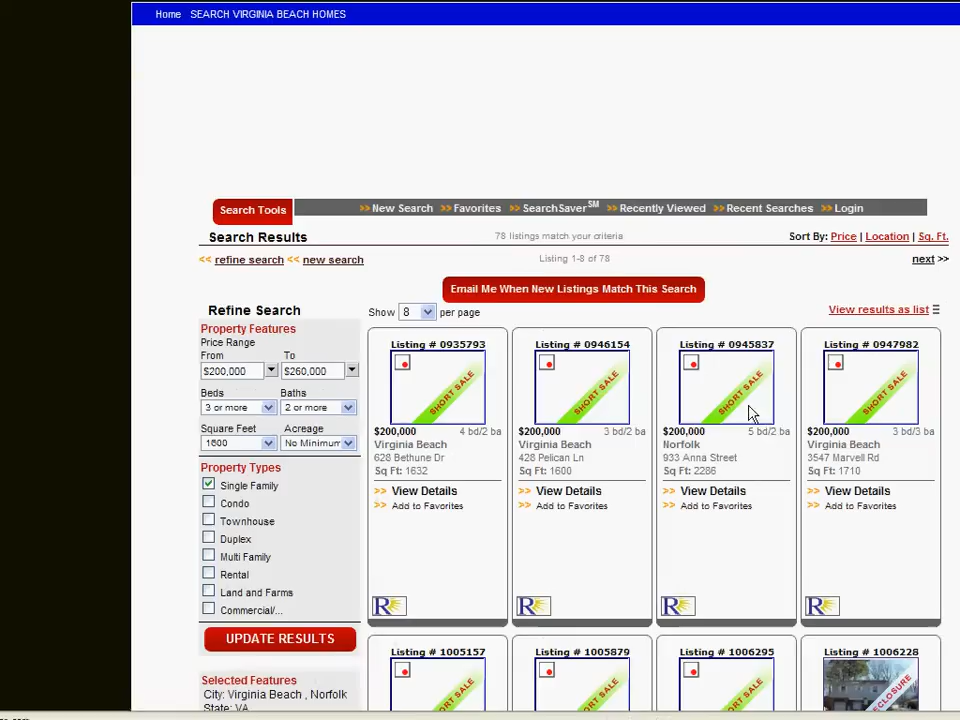 Home SEARCH VIRGINIA BEACH HOMES
Search Tools >> New Search >> Favorites >> SearchSaver SM >> Recently Viewed >> Recent Searches >> Login
Search Results 78 listings match your criteria Sort By: Price | Location | Sq. Ft.
<< refine search << new search Listing 1-8 of 78 next >>
Email Me When New Listings Match This Search
Refine Search Show 8 per page View results as list
Property Features
Price Range
From To
$200,000 $260,000
Beds Baths
3 or more 2 or more
Square Feet Acreage
1600 No Minimum
Property Types
Single Family
Condo
Townhouse
Duplex
Multi Family
Rental
Land and Farms
Commercial/...
UPDATE RESULTS
Selected Features
City: Virginia Beach , Norfolk
State: VA
Listing # 0935793
SHORT SALE
$200,000 4 bd/2 ba
Virginia Beach
628 Bethune Dr
Sq Ft: 1632
>> View Details
>> Add to Favorites
R
Listing # 0946154
SHORT SALE
$200,000 3 bd/2 ba
Virginia Beach
428 Pelican Ln
Sq Ft: 1600
>> View Details
>> Add to Favorites
R
Listing # 0945837
SHORT SALE
$200,000 5 bd/2 ba
Norfolk
933 Anna Street
Sq Ft: 2286
>> View Details
>> Add to Favorites
R
Listing # 0947982
SHORT SALE
$200,000 3 bd/3 ba
Virginia Beach
3547 Marvell Rd
Sq Ft: 1710
>> View Details
>> Add to Favorites
R
Listing # 1005157
SHORT SALE
Listing # 1005879
SHORT SALE
Listing # 1006295
SHORT SALE
Listing # 1006228
FORECLOSURE